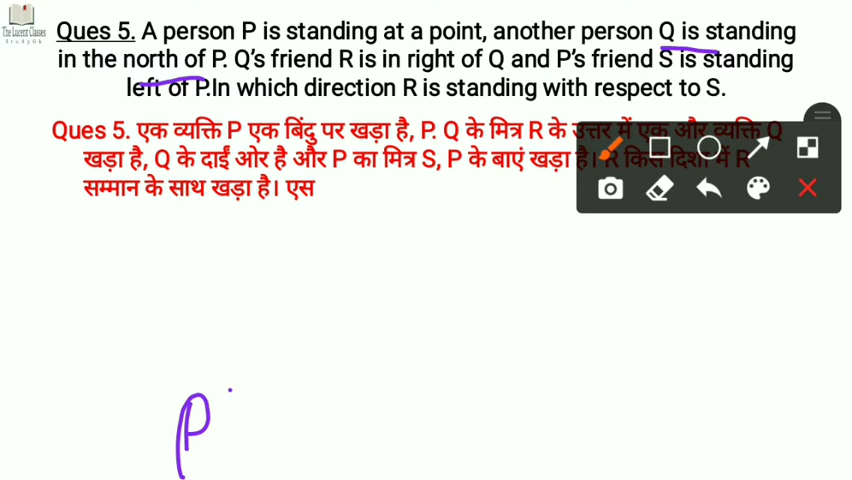 The Lucent Classes
StudyGk
Ques 5. A person P is standing at a point, another person Q is standing
in the north of P. Q's friend R is in right of Q and P's friend S is standing
left of P.In which direction R is standing with respect to S.
Ques 5. एक व्यक्ति P एक बिंदु पर खड़ा है, P. Q के मित्र R के उत्तर में एक और व्यक्ति Q
खड़ा है, Q के दाईं ओर है और P का मित्र S, P के बाएं खड़ा है। R किस दिशा में R
सम्मान के साथ खड़ा है। एस
P